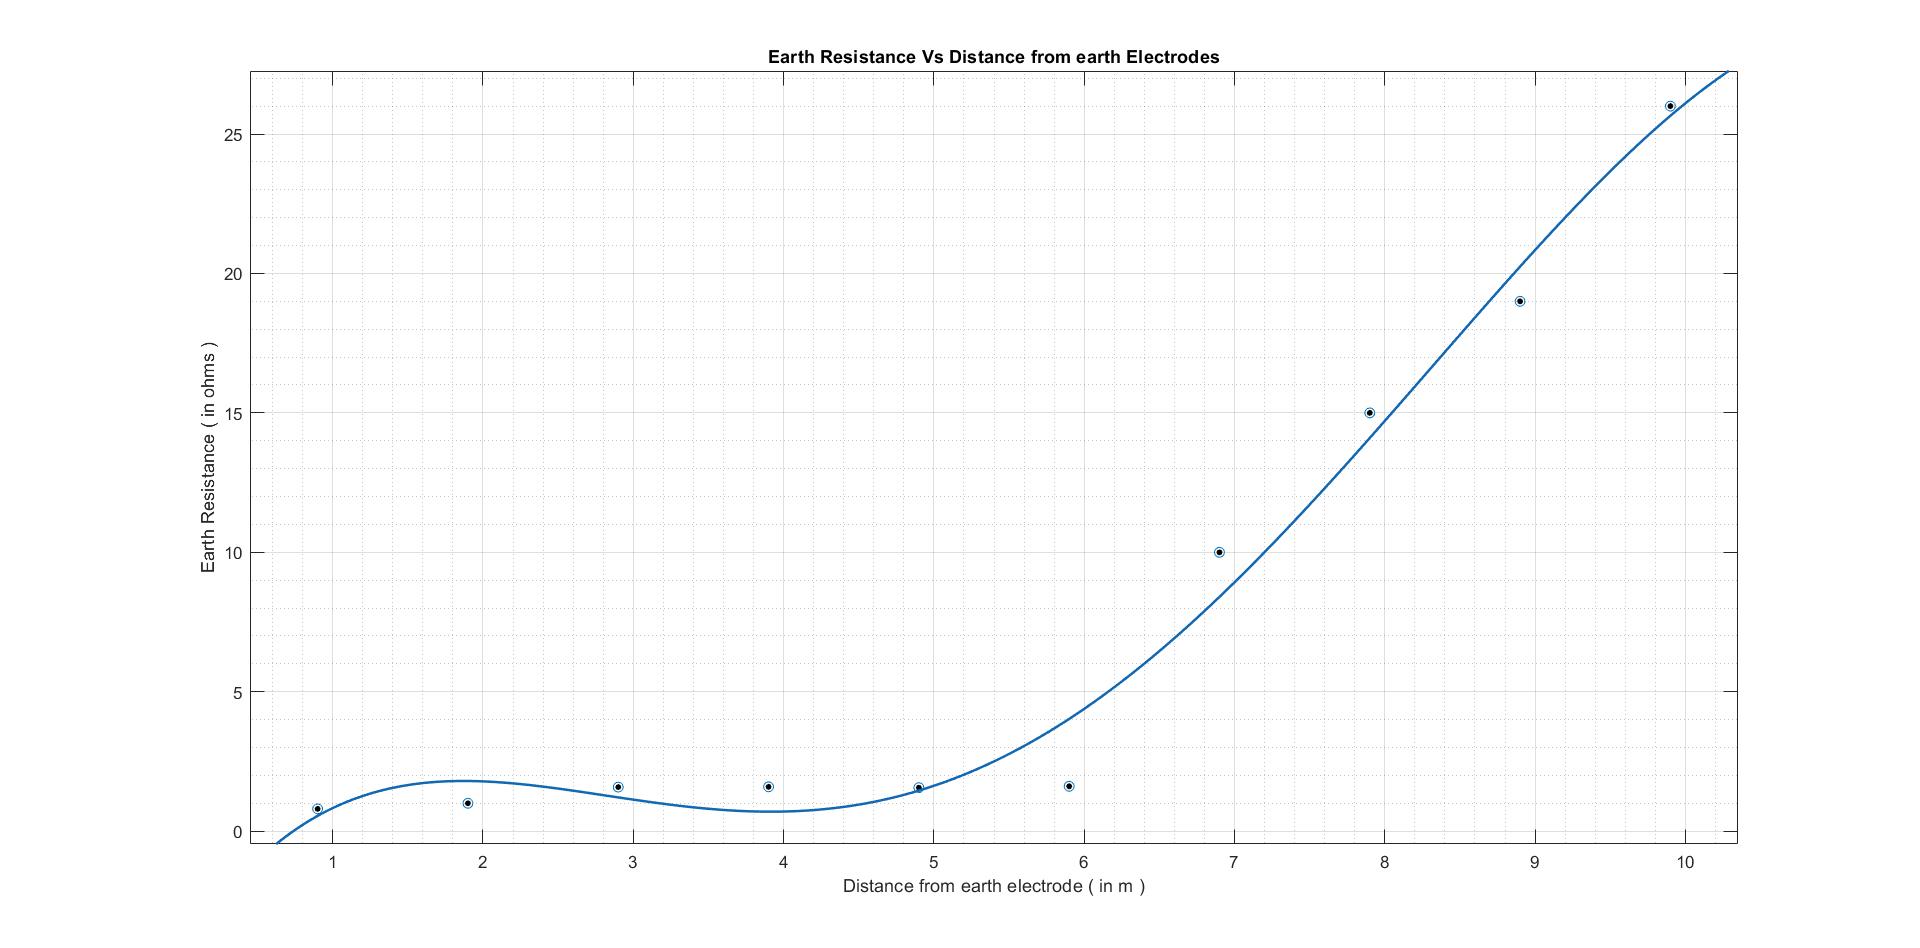 Earth Resistance Vs Distance from earth Electrodes
25
20
15
10
5
0
Earth Resistance ( in ohms )
1 2 3 4 5 6 7 8 9 10
Distance from earth electrode ( in m )